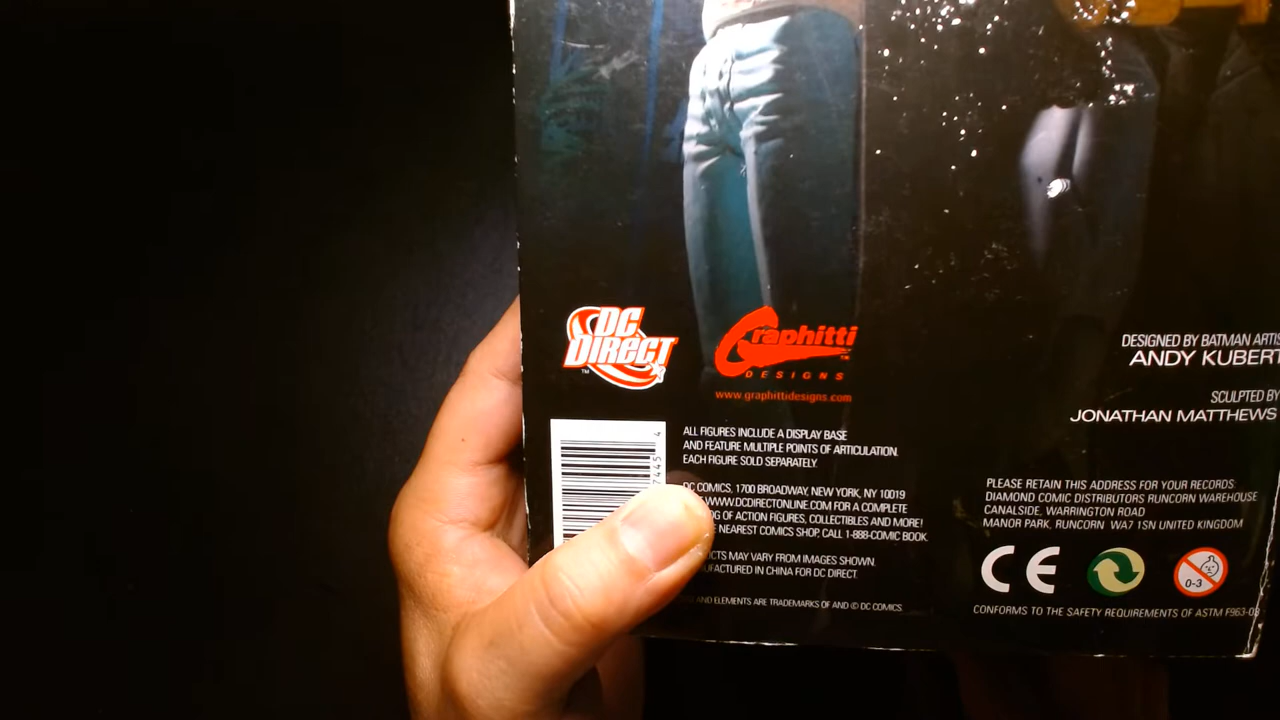 DC
DIRECT
TM
Graphitti
TM
DESIGNS
www.graphittidesigns.com
DESIGNED BY BATMAN
ANDY KUBERT
SCULPTED BY
JONATHAN MATTHEWS
7445 4
ALL FIGURES INCLUDE A DISPLAY BASE
AND FEATURE MULTIPLE POINTS OF ARTICULATION.
EACH FIGURE SOLD SEPARATELY.
DC COMICS, 1700 BROADWAY, NEW YORK, NY 10019
WWW.DCDIRECTONLINE.COM FOR A COMPLETE
OF ACTION FIGURES, COLLECTIBLES AND MORE!
NEAREST COMICS SHOP, CALL 1-888-COMIC BOOK.
MAY VARY FROM IMAGES SHOWN.
IN CHINA FOR DC DIRECT.
AND ELEMENTS ARE TRADEMARKS OF AND © DC COMICS.
PLEASE RETAIN THIS ADDRESS FOR YOUR RECORDS:
DIAMOND COMIC DISTRIBUTORS RUNCORN WAREHOUSE
CANALSIDE, WARRINGTON ROAD
MANOR PARK, RUNCORN WA7 1SN UNITED KINGDOM
CE
0-3
CONFORMS TO THE SAFETY REQUIREMENTS OF ASTM